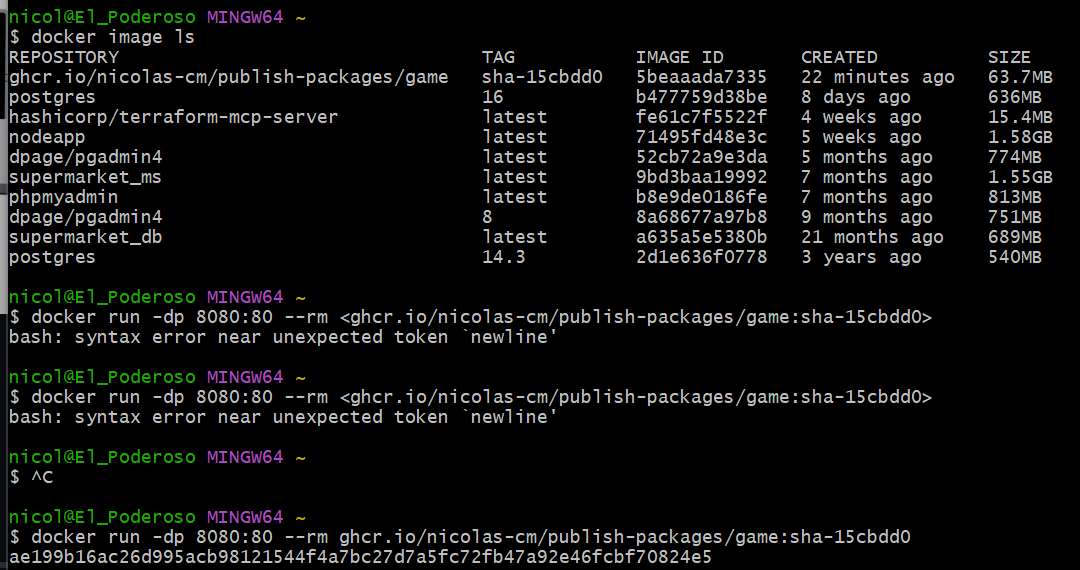 nicol@El_Poderoso MINGW64 ~
$ docker image ls
REPOSITORY TAG IMAGE ID CREATED SIZE
ghcr.io/nicolas-cm/publish-packages/game sha-15cbdd0 5beaaada7335 22 minutes ago 63.7MB
postgres 16 b477759d38be 8 days ago 636MB
hashicorp/terraform-mcp-server latest fe61c7f5522f 4 weeks ago 15.4MB
nodeapp latest 71495fd48e3c 5 weeks ago 1.58GB
dpage/pgadmin4 latest 52cb72a9e3da 5 months ago 774MB
supermarket_ms latest 9bd3baa19992 7 months ago 1.55GB
phpmyadmin latest b8e9de0186fe 7 months ago 813MB
dpage/pgadmin4 8 8a68677a97b8 9 months ago 751MB
supermarket_db latest a635a5e5380b 21 months ago 689MB
postgres 14.3 2d1e636f0778 3 years ago 540MB
nicol@El_Poderoso MINGW64 ~
$ docker run -dp 8080:80 --rm <ghcr.io/nicolas-cm/publish-packages/game:sha-15cbdd0>
bash: syntax error near unexpected token `newline'
nicol@El_Poderoso MINGW64 ~
$ docker run -dp 8080:80 --rm <ghcr.io/nicolas-cm/publish-packages/game:sha-15cbdd0>
bash: syntax error near unexpected token `newline'
nicol@El_Poderoso MINGW64 ~
$ ^C
nicol@El_Poderoso MINGW64 ~
$ docker run -dp 8080:80 --rm ghcr.io/nicolas-cm/publish-packages/game:sha-15cbdd0
ae199b16ac26d995acb98121544f4a7bc27d7a5fc72fb47a92e46fcbf70824e5